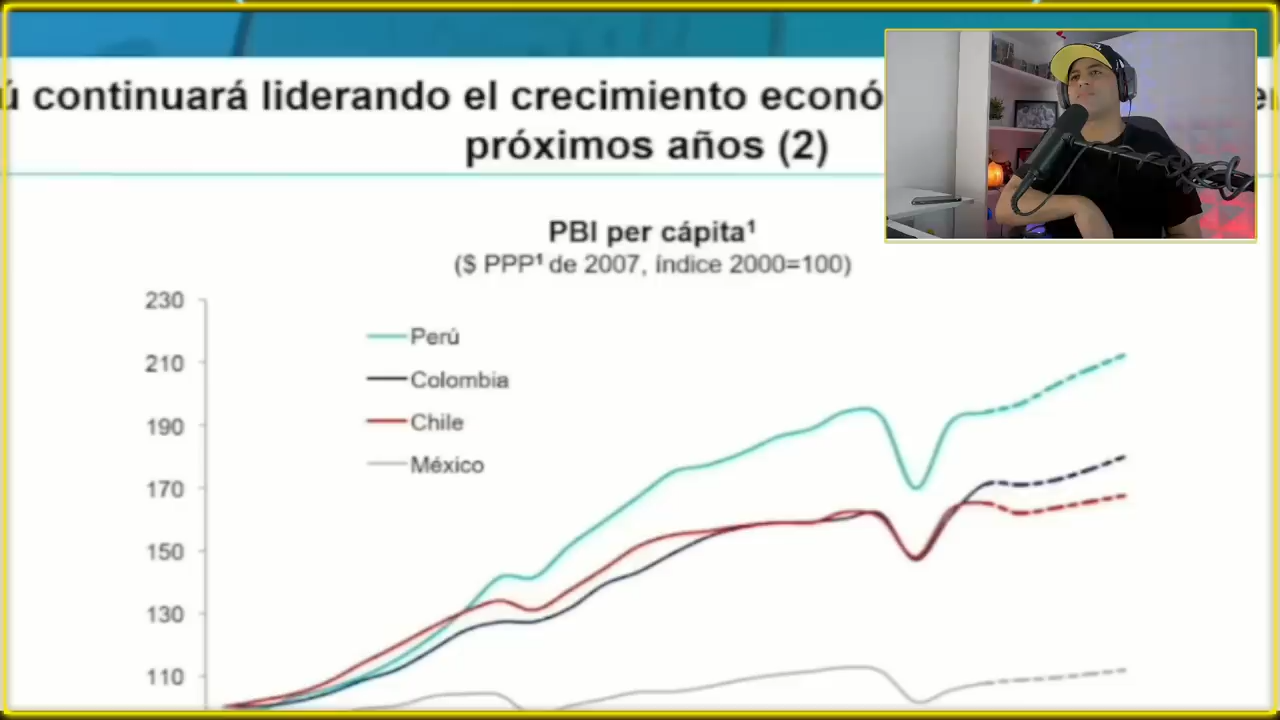 ú continuará liderando el crecimiento econó
próximos años (2)
PBI per cápita¹
($ PPP¹ de 2007, índice 2000=100)
230
210
190
170
150
130
110
Perú
Colombia
Chile
México